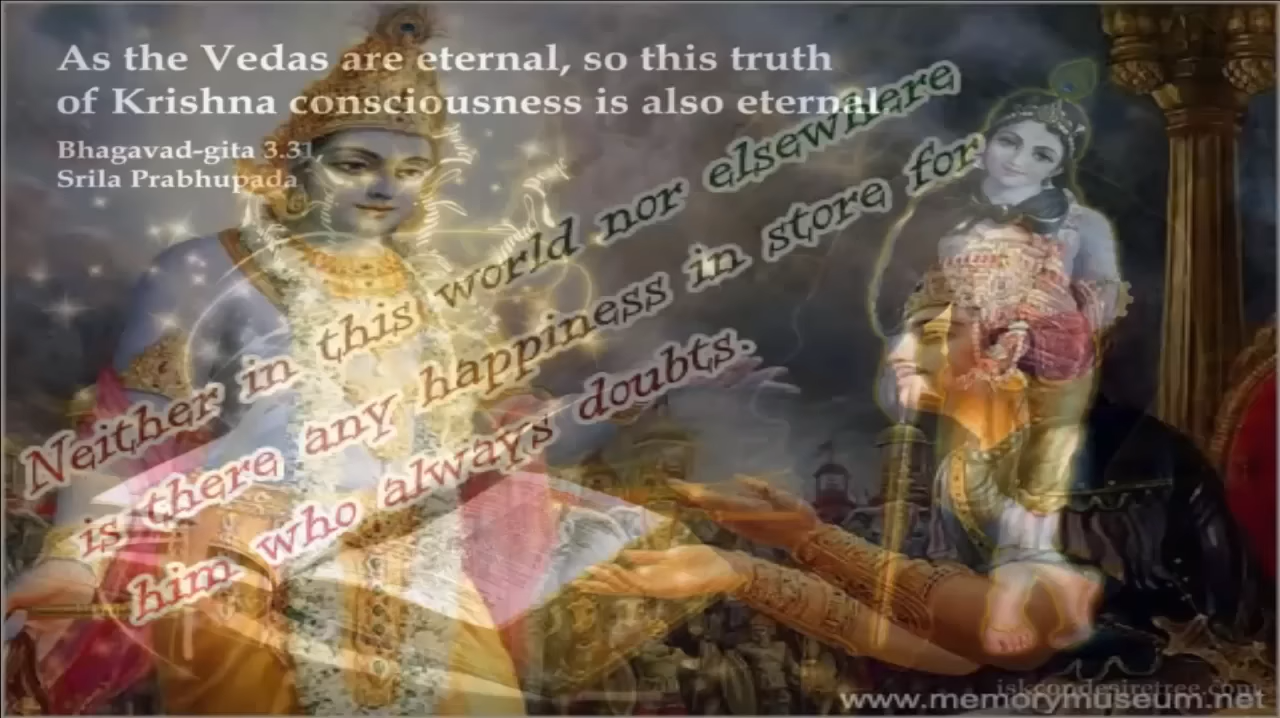 As the Vedas are eternal, so this truth
of Krishna consciousness is also eternal.
Bhagavad-gita 3.31,
Srila Prabhupada
Neither in this world nor elsewhere
is there any happiness in store for
him who always doubts.
iskcondesiretree.com
www.memorymuseum.net